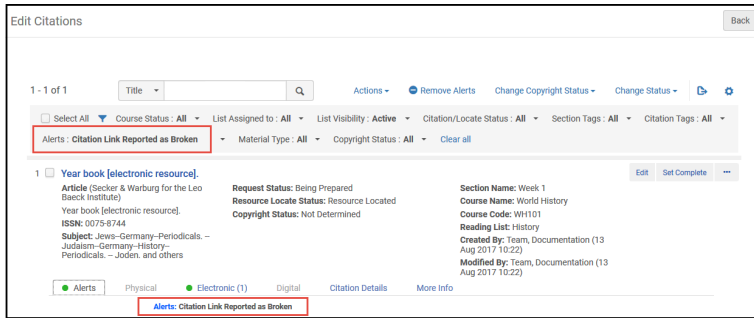 Edit Citations
Back
1 - 1 of 1 Title Actions Remove Alerts Change Copyright Status Change Status
Select All Course Status : All List Assigned to : All List Visibility : Active Citation/Locate Status : All Section Tags : All Citation Tags : All
Alerts : Citation Link Reported as Broken Material Type : All Copyright Status : All Clear all
1 Year book [electronic resource]. Edit Set Complete ...
Article (Secker & Warburg for the Leo Baeck Institute)
Year book [electronic resource].
ISSN: 0075-8744
Subject: Jews--Germany--Periodicals. --
Judaism--Germany--History--
Periodicals. -- Joden. and others
Request Status: Being Prepared
Resource Locate Status: Resource Located
Copyright Status: Not Determined
Section Name: Week 1
Course Name: World History
Course Code: WH101
Reading List: History
Created By: Team, Documentation (13
Aug 2017 10:22)
Modified By: Team, Documentation (13
Aug 2017 10:22)
Alerts Physical Electronic (1) Digital Citation Details More Info
Alerts: Citation Link Reported as Broken